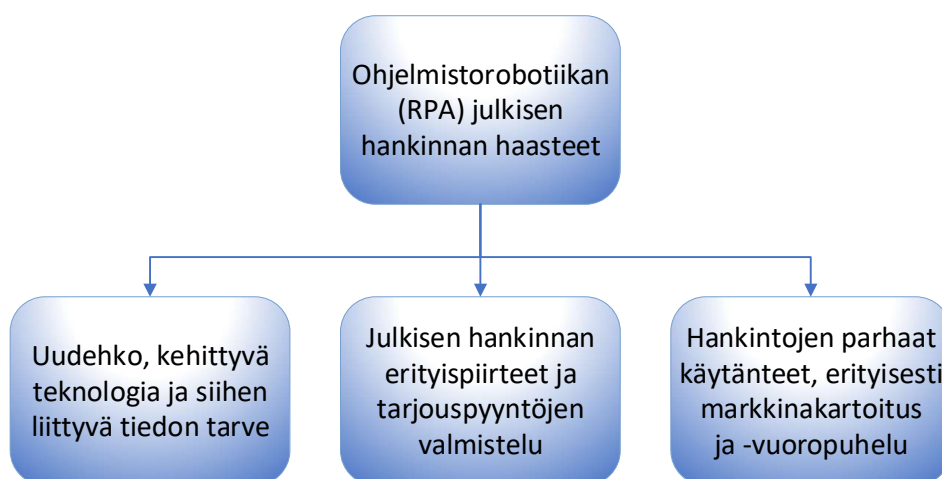 Ohjelmistorobotiikan
(RPA) julkisen
hankinnan haasteet
Uudehko, kehittyvä
teknologia ja siihen
liittyvä tiedon tarve
Julkisen hankinnan
erityispiirteet ja
tarjouspyyntöjen
valmistelu
Hankintojen parhaat
käytänteet, erityisesti
markkinakartoitus
ja -vuoropuhelu